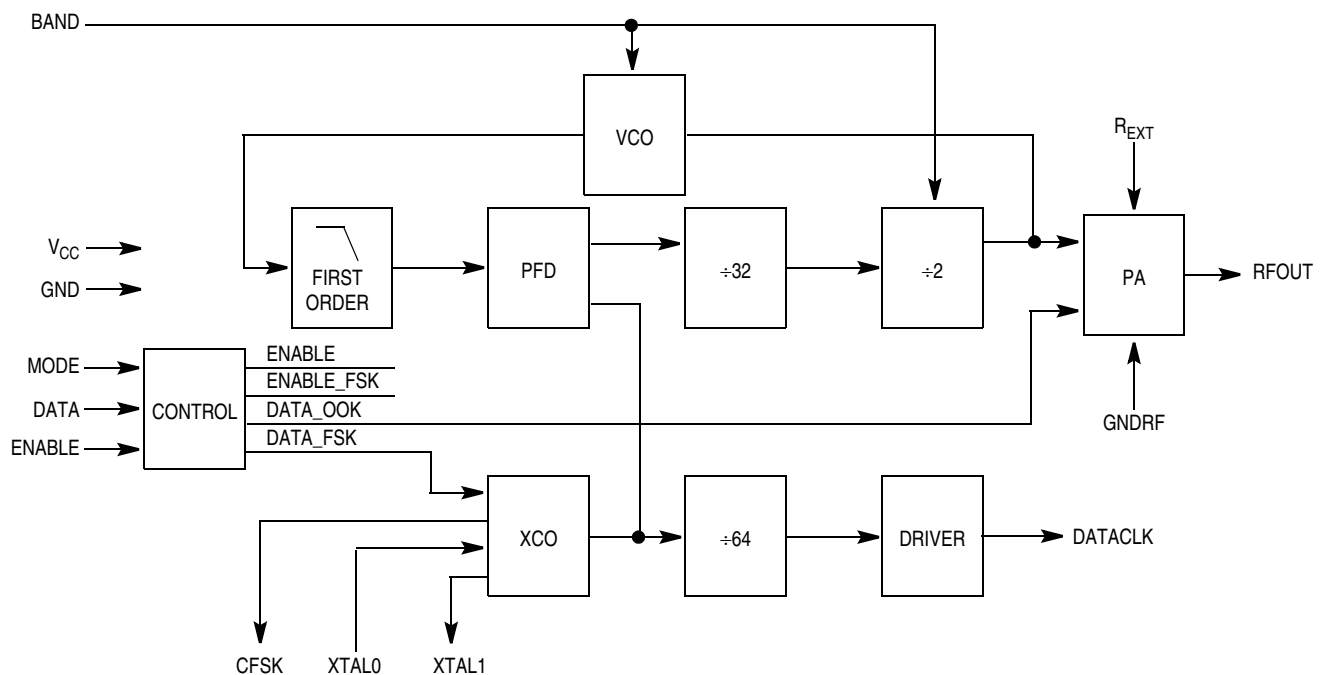 BAND
VCO
R_EXT
V_CC
GND
FIRST
ORDER
PFD
÷32
÷2
PA
RFOUT
MODE
DATA
ENABLE
CONTROL
ENABLE
ENABLE_FSK
DATA_OOK
DATA_FSK
GNDRF
XCO
÷64
DRIVER
DATACLK
CFSK
XTAL0
XTAL1